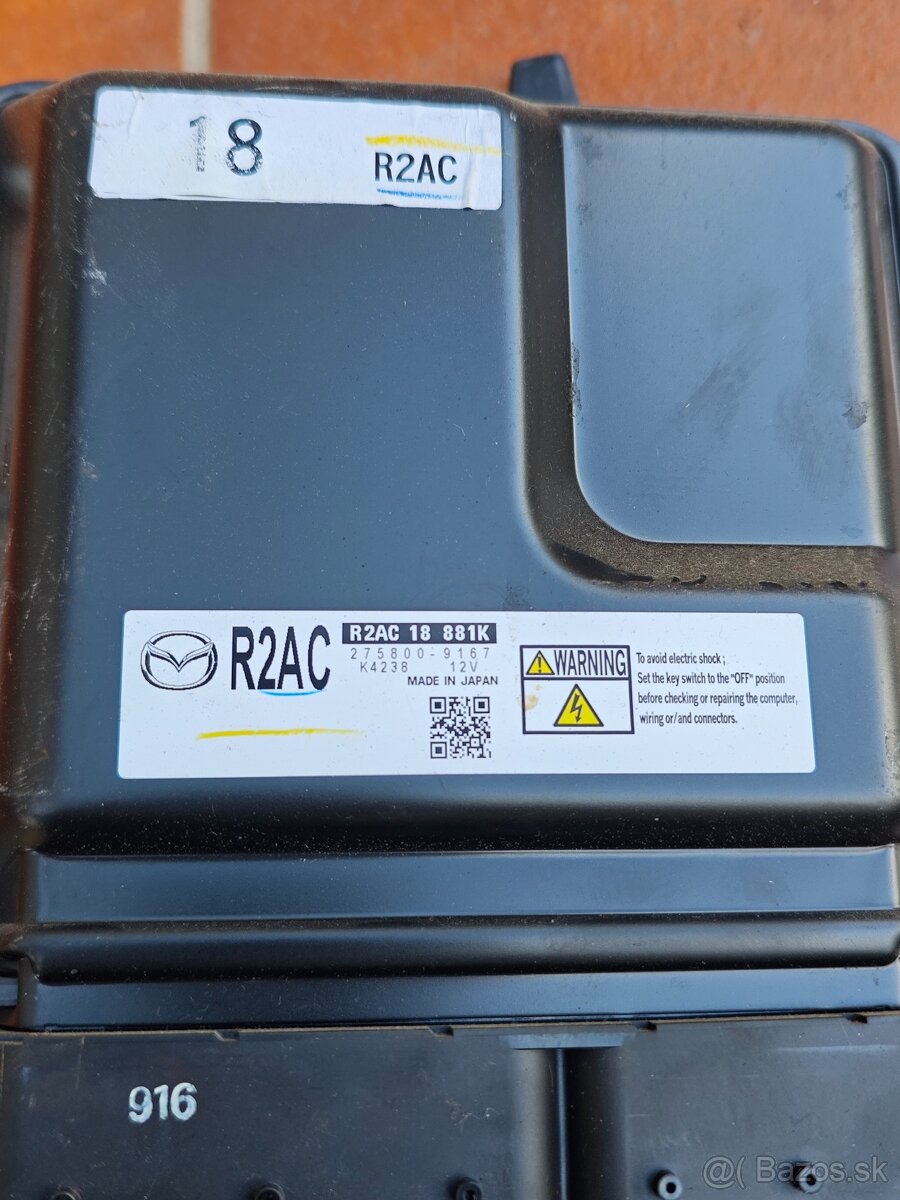 18
R2AC
R2AC
R2AC 18 881K
275800-9167
K4238 12V
MADE IN JAPAN
WARNING
To avoid electric shock ;
Set the key switch to the "OFF" position
before checking or repairing the computer,
wiring or/and connectors.
916
@( Bazos.sk